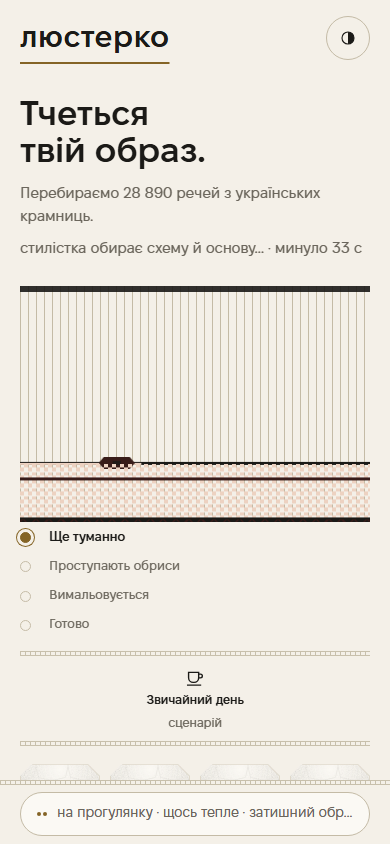 люстерко
Тчеться
твій образ.
Перебираємо 28 890 речей з українських
крамниць.
стилістка обирає схему й основу... · минуло 33 с
Ще туманно
Проступають обриси
Вимальовується
Готово
Звичайний день
сценарій
на прогулянку · щось тепле · затишний обр...